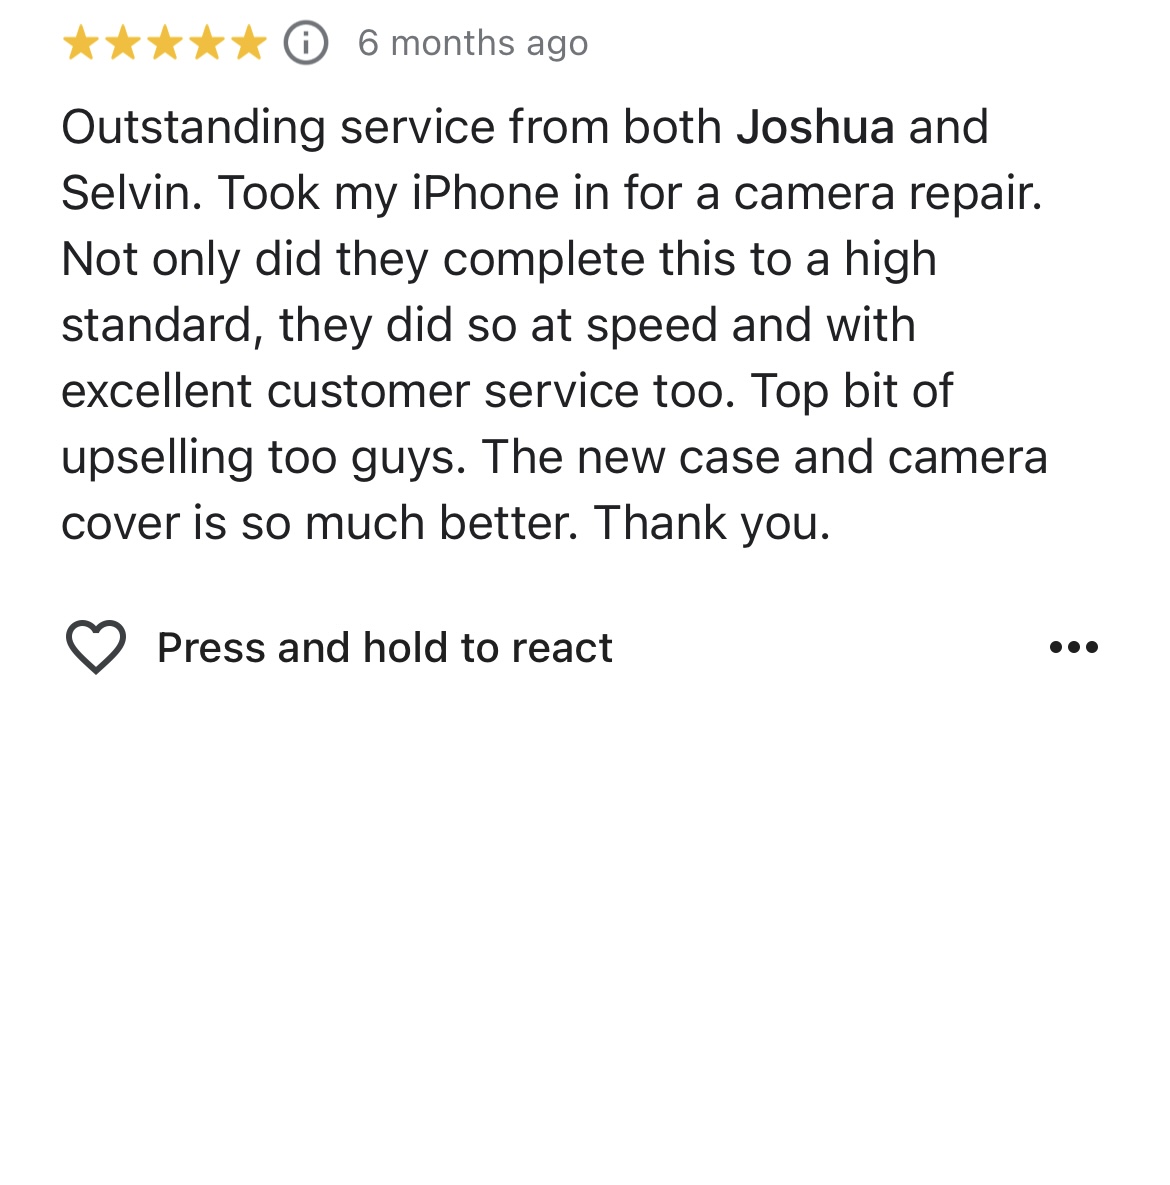 6 months ago
Outstanding service from both Joshua and
Selvin. Took my iPhone in for a camera repair.
Not only did they complete this to a high
standard, they did so at speed and with
excellent customer service too. Top bit of
upselling too guys. The new case and camera
cover is so much better. Thank you.
Press and hold to react